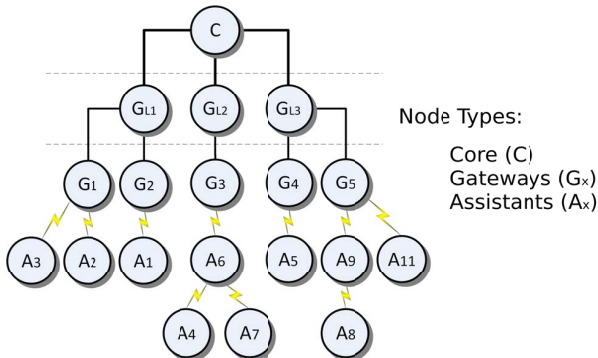 C
GL1 GL2 GL3
Node Types:
Core (C)
Gateways (Gx)
Assistants (Ax)
G1 G2 G3 G4 G5
A3 A2 A1 A6 A5 A9 A11
A4 A7 A8